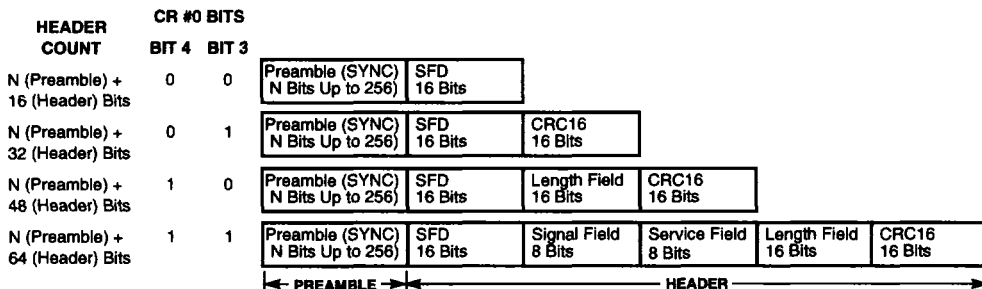 HEADER COUNT CR #0 BITS
BIT 4 BIT 3
N (Preamble) + 16 (Header) Bits 0 0 Preamble (SYNC) N Bits Up to 256) SFD 16 Bits
N (Preamble) + 32 (Header) Bits 0 1 Preamble (SYNC) N Bits Up to 256) SFD 16 Bits CRC16 16 Bits
N (Preamble) + 48 (Header) Bits 1 0 Preamble (SYNC) N Bits Up to 256) SFD 16 Bits Length Field 16 Bits CRC16 16 Bits
N (Preamble) + 64 (Header) Bits 1 1 Preamble (SYNC) N Bits Up to 256) SFD 16 Bits Signal Field 8 Bits Service Field 8 Bits Length Field 16 Bits CRC16 16 Bits
PREAMBLE HEADER